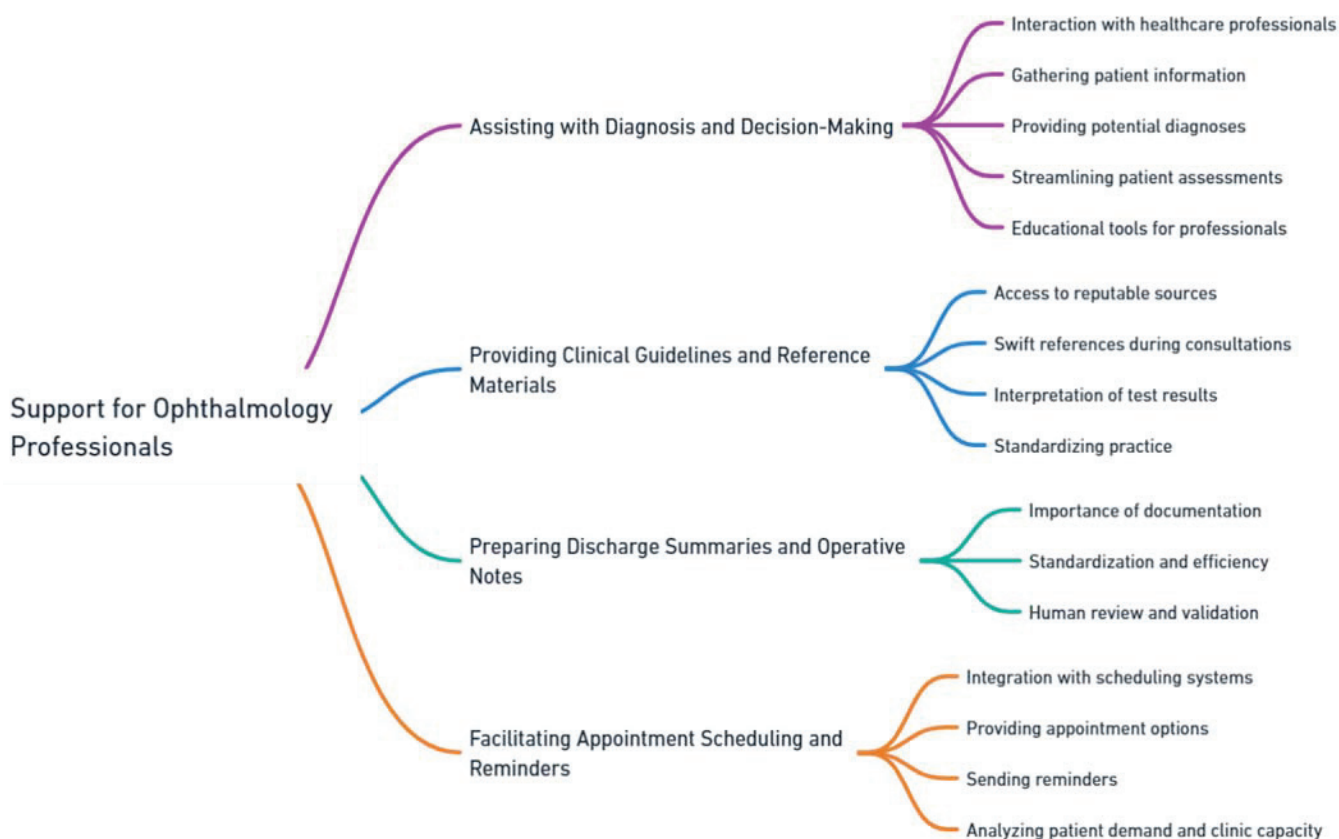 Support for Ophthalmology
Professionals
Assisting with Diagnosis and Decision-Making
Interaction with healthcare professionals
Gathering patient information
Providing potential diagnoses
Streamlining patient assessments
Educational tools for professionals
Providing Clinical Guidelines and Reference
Materials
Access to reputable sources
Swift references during consultations
Interpretation of test results
Standardizing practice
Preparing Discharge Summaries and Operative
Notes
Importance of documentation
Standardization and efficiency
Human review and validation
Facilitating Appointment Scheduling and
Reminders
Integration with scheduling systems
Providing appointment options
Sending reminders
Analyzing patient demand and clinic capacity